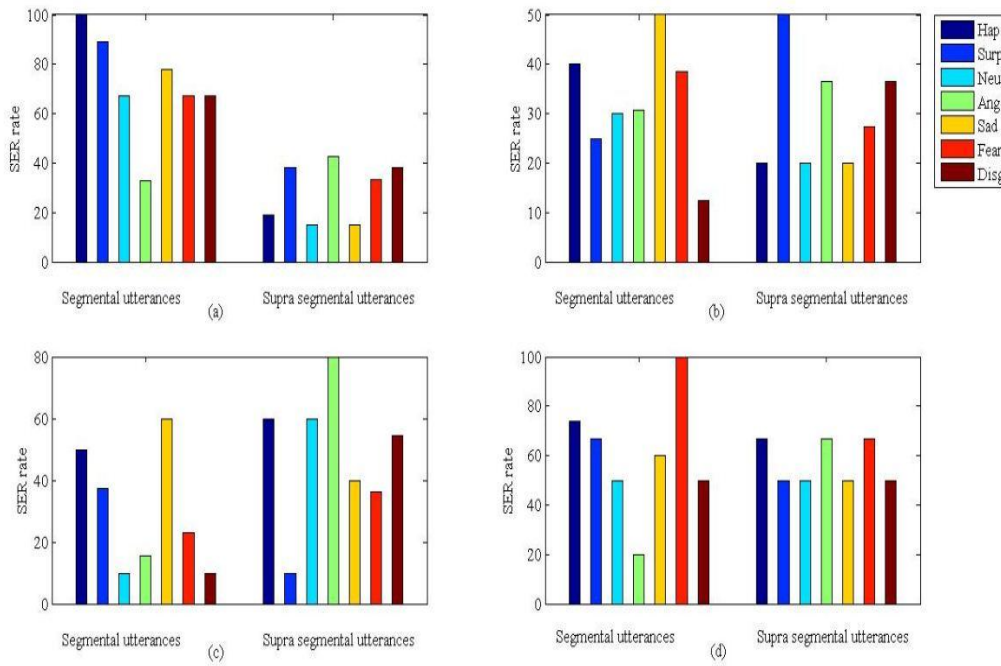 100
80
60
40
20
0
SER rate
Segmental utterances
Supra segmental utterances
(a)
50
40
30
20
10
0
SER rate
Segmental utterances
Supra segmental utterances
(b)
Hap
Surp
Neu
Ang
Sad
Fear
Disg
80
60
40
20
0
SER rate
Segmental utterances
Supra segmental utterances
(c)
100
80
60
40
20
0
SER rate
Segmental utterances
Supra segmental utterances
(d)